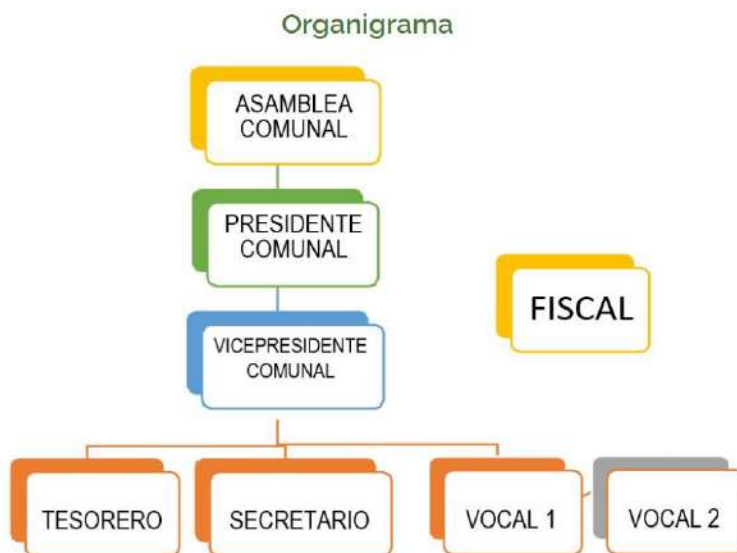 Organigrama
ASAMBLEA
COMUNAL
PRESIDENTE
COMUNAL
FISCAL
VICEPRESIDENTE
COMUNAL
TESORERO
SECRETARIO
VOCAL 1
VOCAL 2